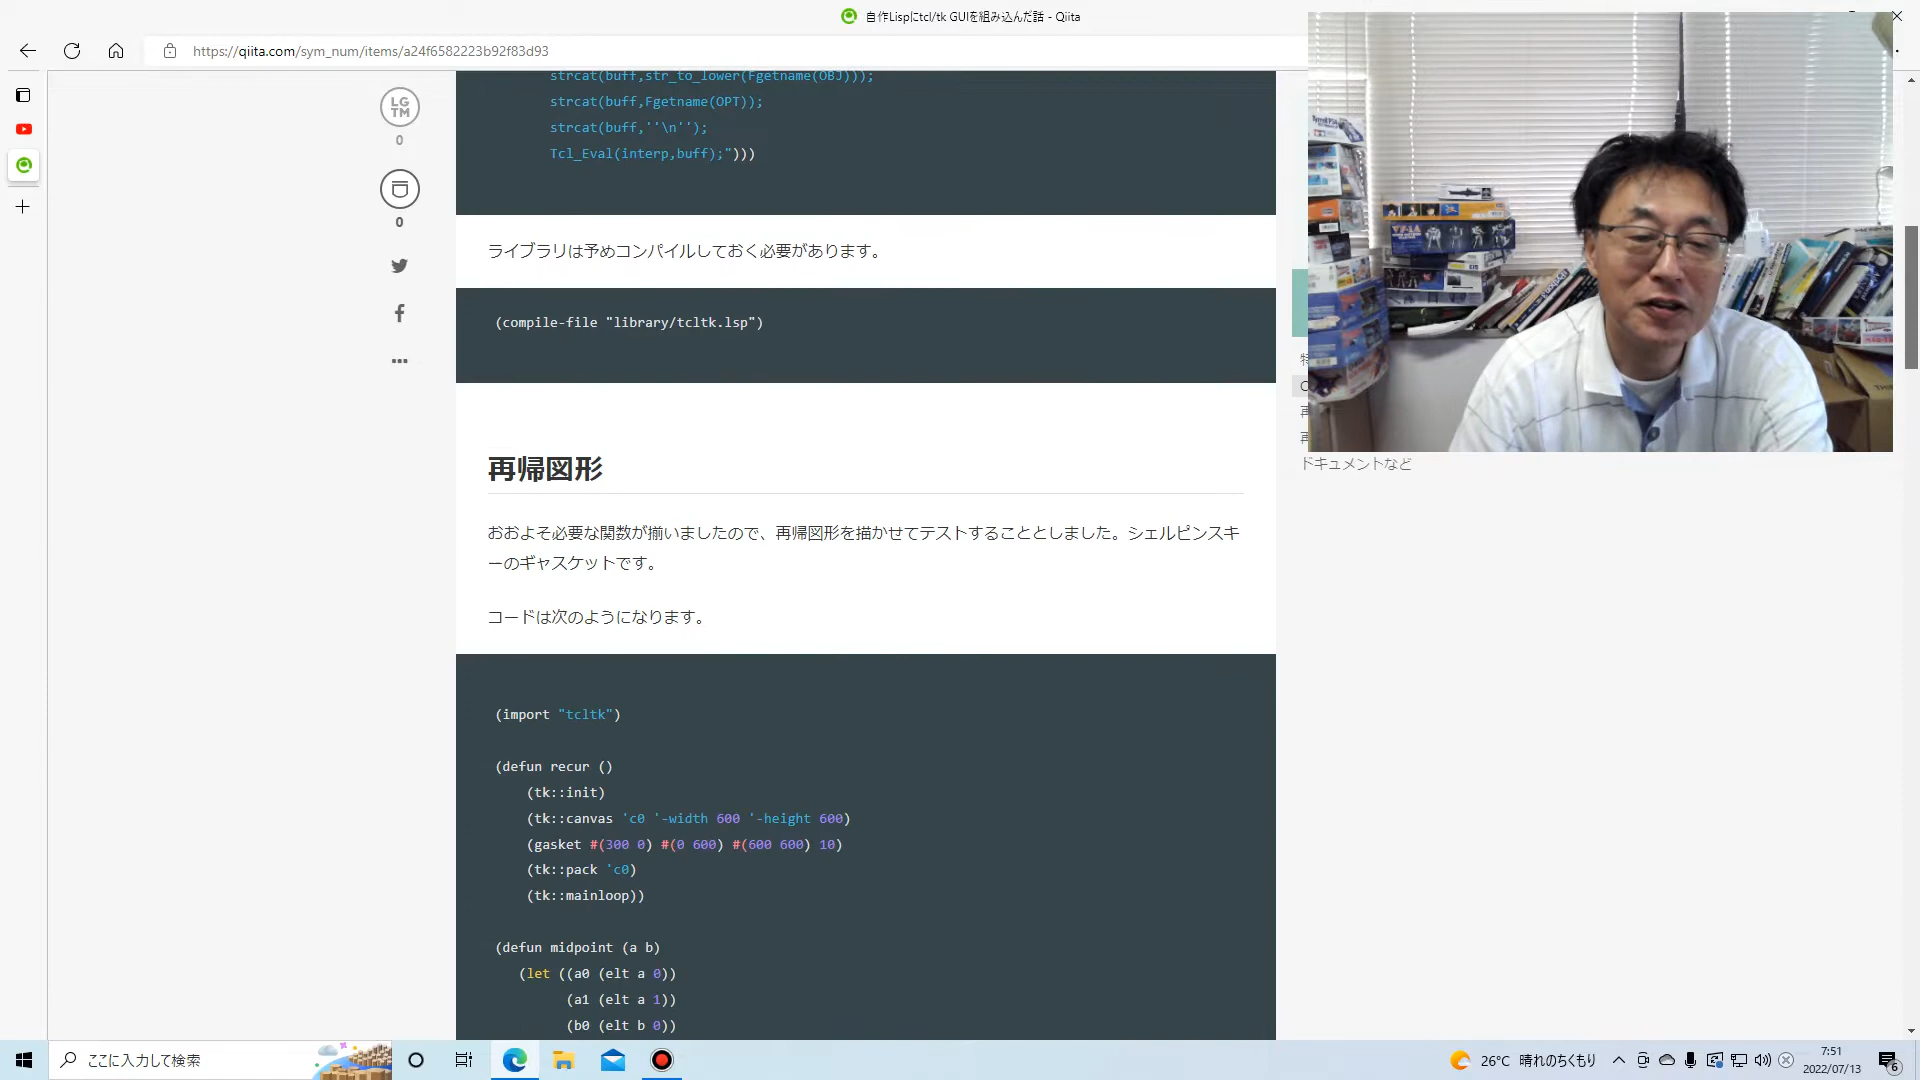 自作Lispにtcl/tk GUIを組み込んだ話 - Qiita
https://qiita.com/sym_num/items/a24f6582223b92f83d93
strcat(buff,str_to_lower(Fgetname(OBJ)));
strcat(buff,Fgetname(OPT));
strcat(buff,''\n'');
Tcl_Eval(interp,buff);")))
LG
TM
0
0
ライブラリは予めコンパイルしておく必要があります。
(compile-file "library/tcltk.lsp")
再帰図形
おおよそ必要な関数が揃いましたので、再帰図形を描かせてテストすることとしました。シェルピンスキ
ーのギャスケットです。
コードは次のようになります。
(import "tcltk")
(defun recur ()
(tk::init)
(tk::canvas 'c0 '-width 600 '-height 600)
(gasket #(300 0) #(0 600) #(600 600) 10)
(tk::pack 'c0)
(tk::mainloop))
(defun midpoint (a b)
(let ((a0 (elt a 0))
(a1 (elt a 1))
(b0 (elt b 0))
VF-1A
ドキュメントなど
ここに入力して検索
26°C 晴れのちくもり
7:51
2022/07/13
6